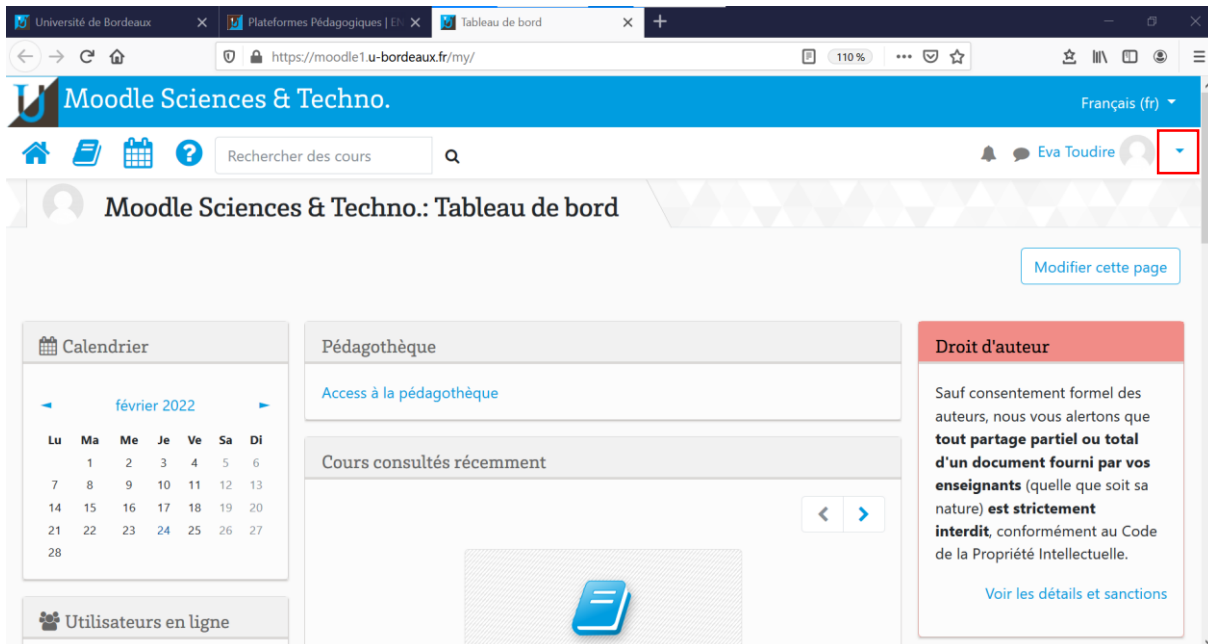 Université de Bordeaux
Plateformes Pédagogiques | EN
Tableau de bord
https://moodle1.u-bordeaux.fr/my/
110 %
Moodle Sciences & Techno.
Français (fr)
Rechercher des cours
Eva Toudire
Moodle Sciences & Techno.: Tableau de bord
Modifier cette page
Calendrier
février 2022
Lu Ma Me Je Ve Sa Di
1 2 3 4 5 6
7 8 9 10 11 12 13
14 15 16 17 18 19 20
21 22 23 24 25 26 27
28
Utilisateurs en ligne
Pédagothèque
Access à la pédagothèque
Cours consultés récemment
Droit d'auteur
Sauf consentement formel des
auteurs, nous vous alertons que
tout partage partiel ou total
d'un document fourni par vos
enseignants (quelle que soit sa
nature) est strictement
interdit, conformément au Code
de la Propriété Intellectuelle.
Voir les détails et sanctions